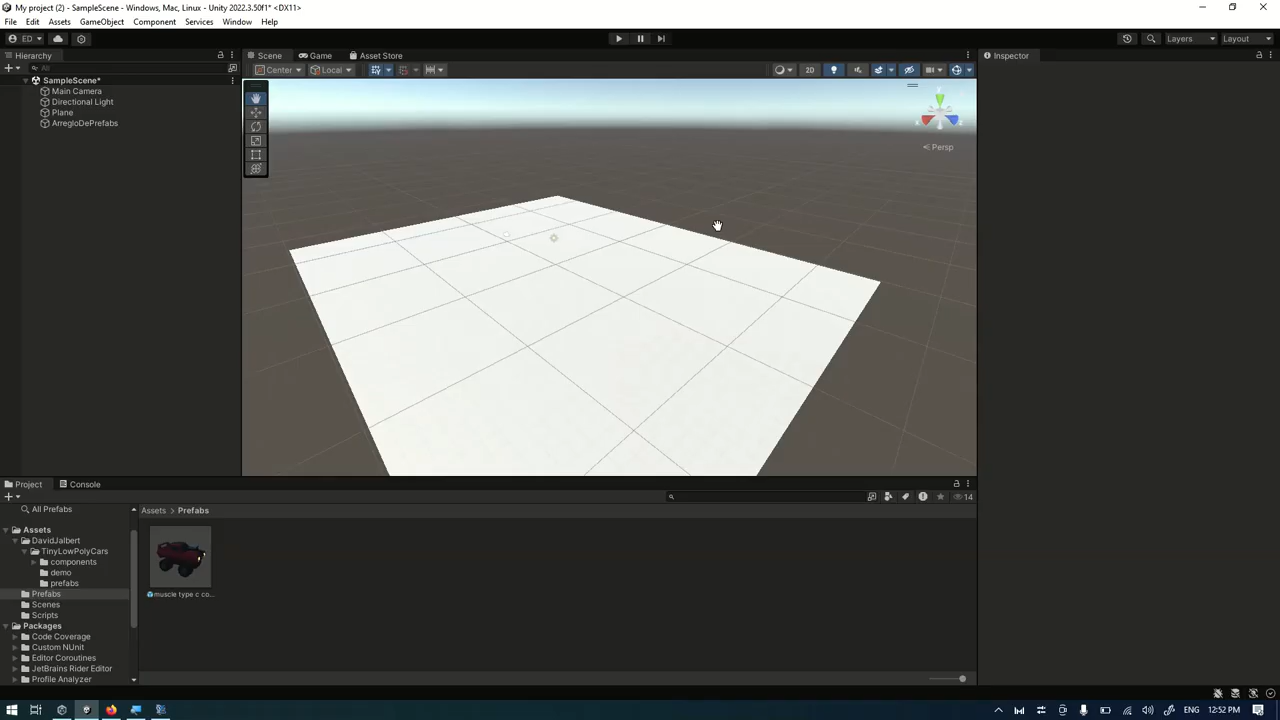 My project (2) - SampleScene - Windows, Mac, Linux - Unity 2022.3.50f1* <DX11>
File Edit Assets GameObject Component Services Window Help
ED Layers Layout
Hierarchy
Scene Game Asset Store
Inspector
All
Center Local 2D
SampleScene*
Main Camera
Directional Light
Plane
ArregloDePrefabs
Persp
Project Console
14
All Prefabs
Assets Prefabs
Assets
DavidJalbert
TinyLowPolyCars
components
demo
prefabs
Prefabs
muscle type c co...
Scenes
Scripts
Packages
Code Coverage
Custom NUnit
Editor Coroutines
JetBrains Rider Editor
Profile Analyzer
ENG 12:52 PM